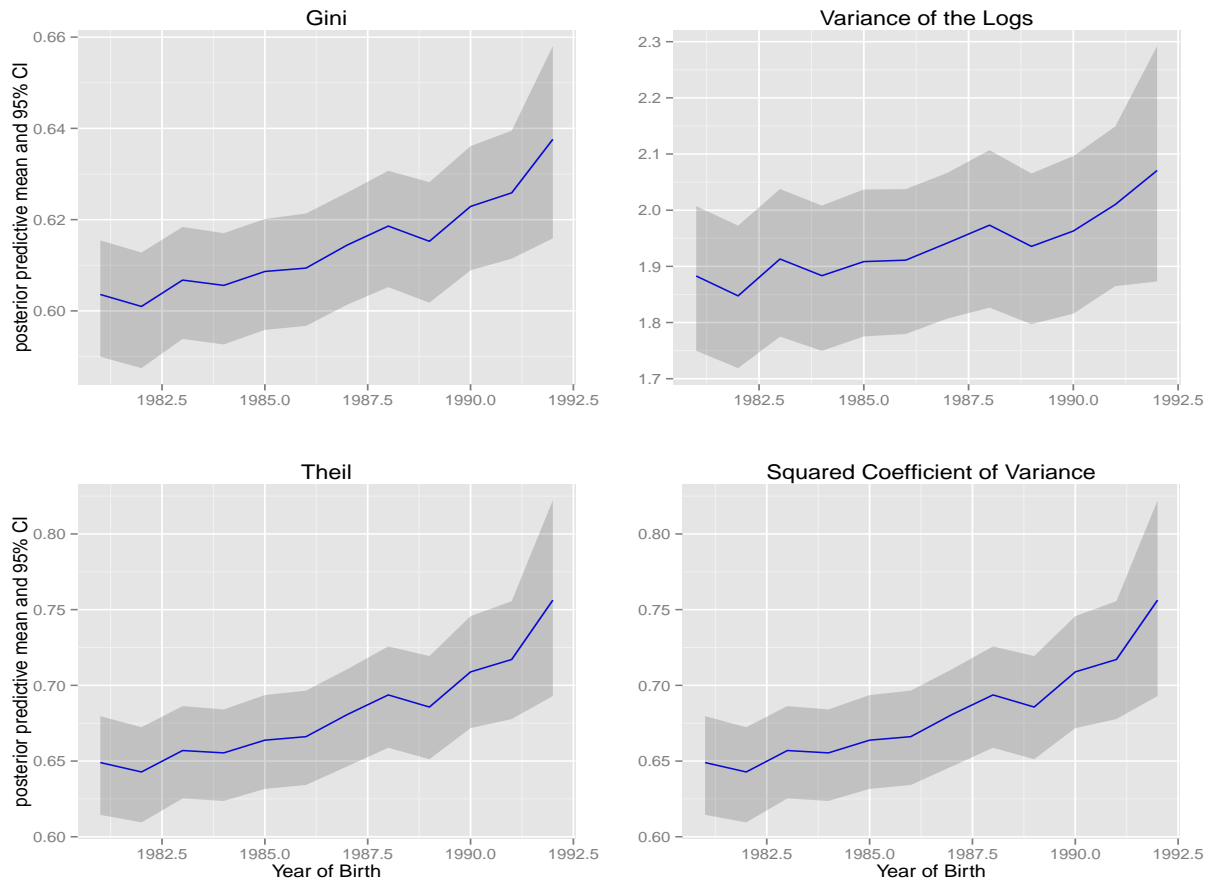 Gini
Variance of the Logs
posterior predictive mean and 95% CI
0.66
0.64
0.62
0.60
1982.5 1985.0 1987.5 1990.0 1992.5
2.3
2.2
2.1
2.0
1.9
1.8
1.7
1982.5 1985.0 1987.5 1990.0 1992.5
Theil
Squared Coefficient of Variance
posterior predictive mean and 95% CI
0.80
0.75
0.70
0.65
0.60
1982.5 1985.0 1987.5 1990.0 1992.5
Year of Birth
0.80
0.75
0.70
0.65
0.60
1982.5 1985.0 1987.5 1990.0 1992.5
Year of Birth